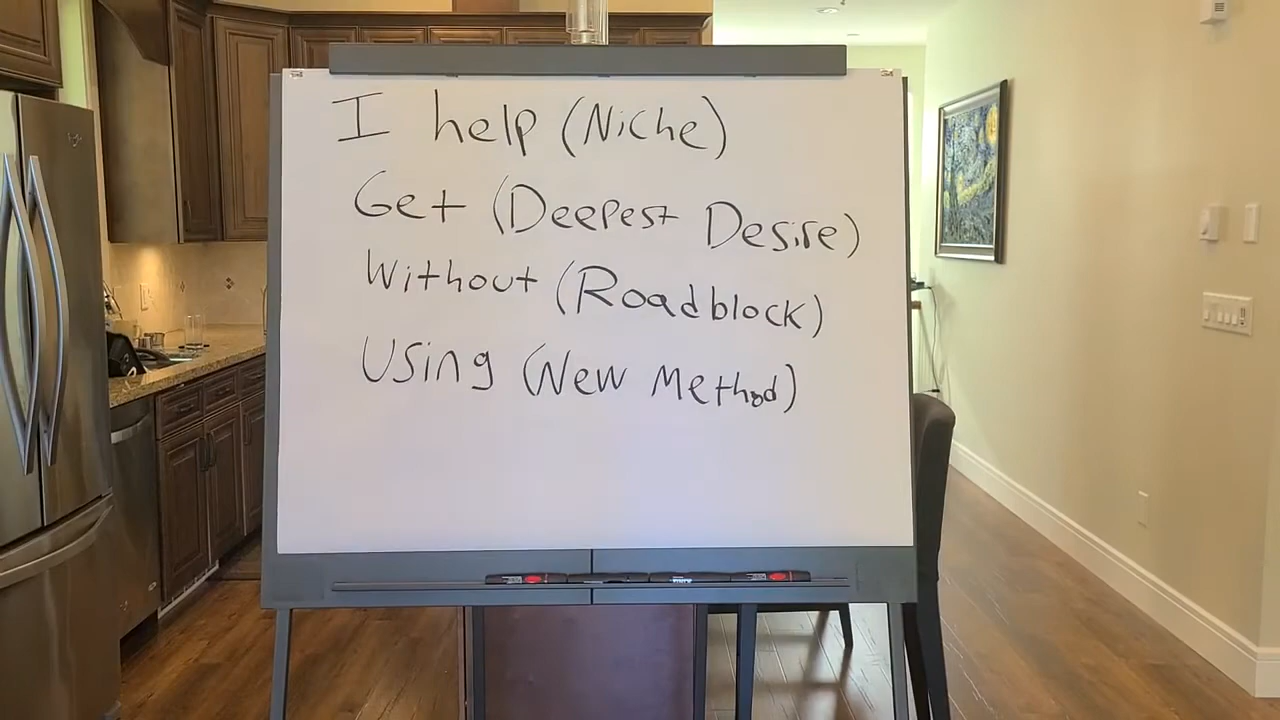 I help (Niche)
Get (Deepest Desire)
Without (Roadblock)
Using (New Method)